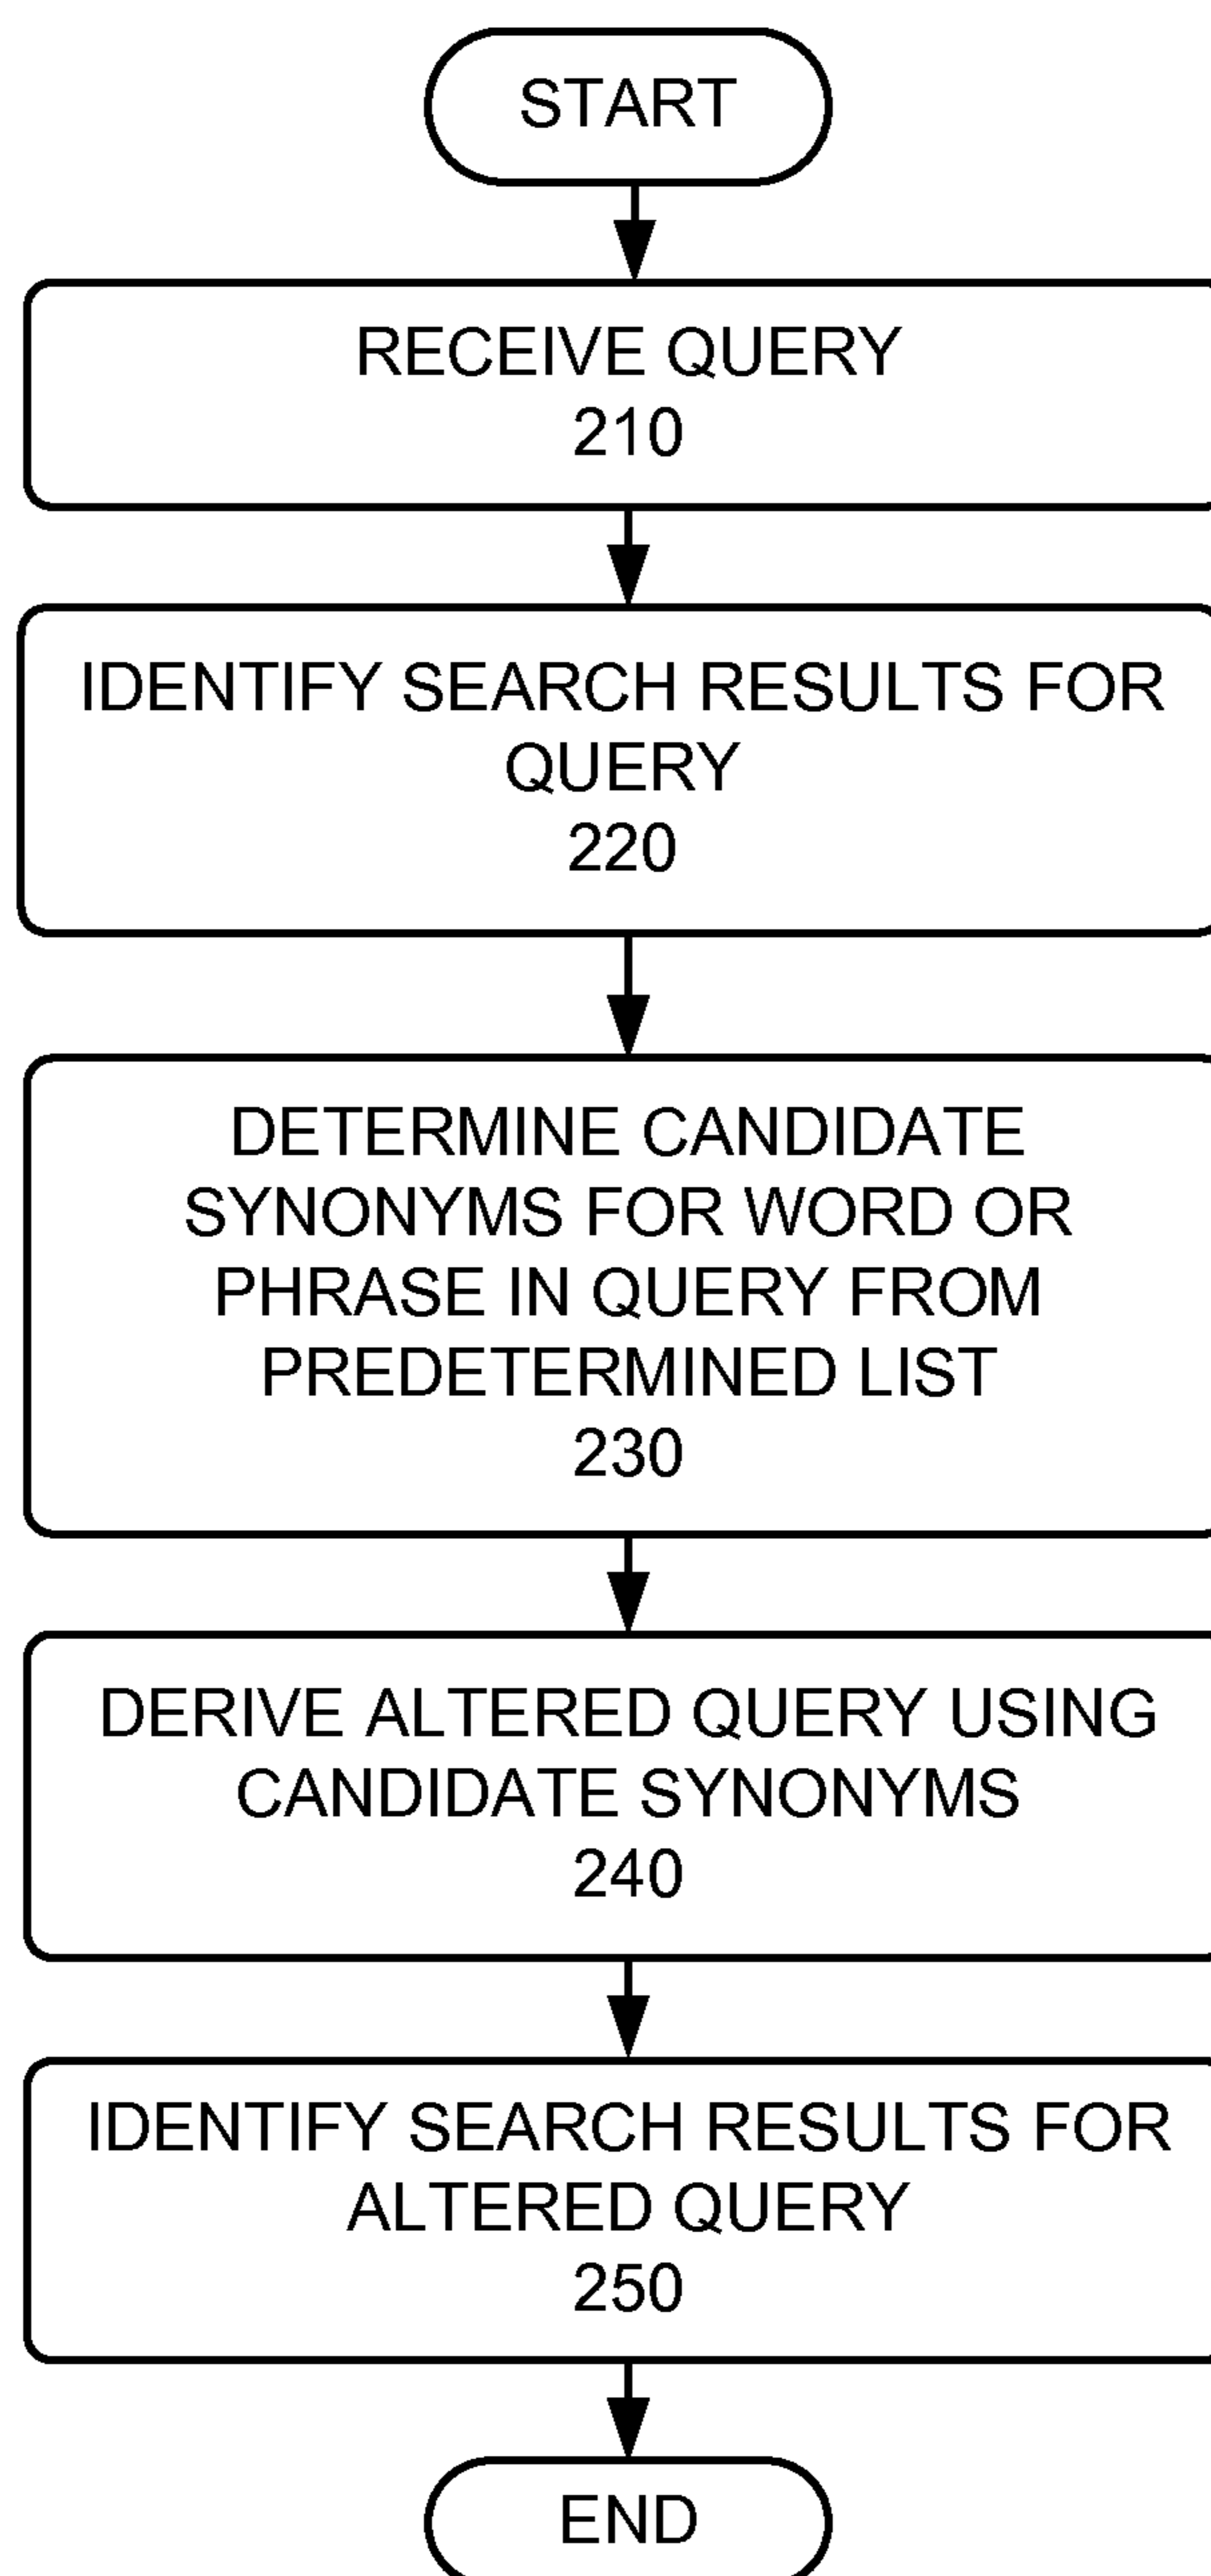 START
RECEIVE QUERY
210
IDENTIFY SEARCH RESULTS FOR
QUERY
220
DETERMINE CANDIDATE
SYNONYMS FOR WORD OR
PHRASE IN QUERY FROM
PREDETERMINED LIST
230
DERIVE ALTERED QUERY USING
CANDIDATE SYNONYMS
240
IDENTIFY SEARCH RESULTS FOR
ALTERED QUERY
250
END